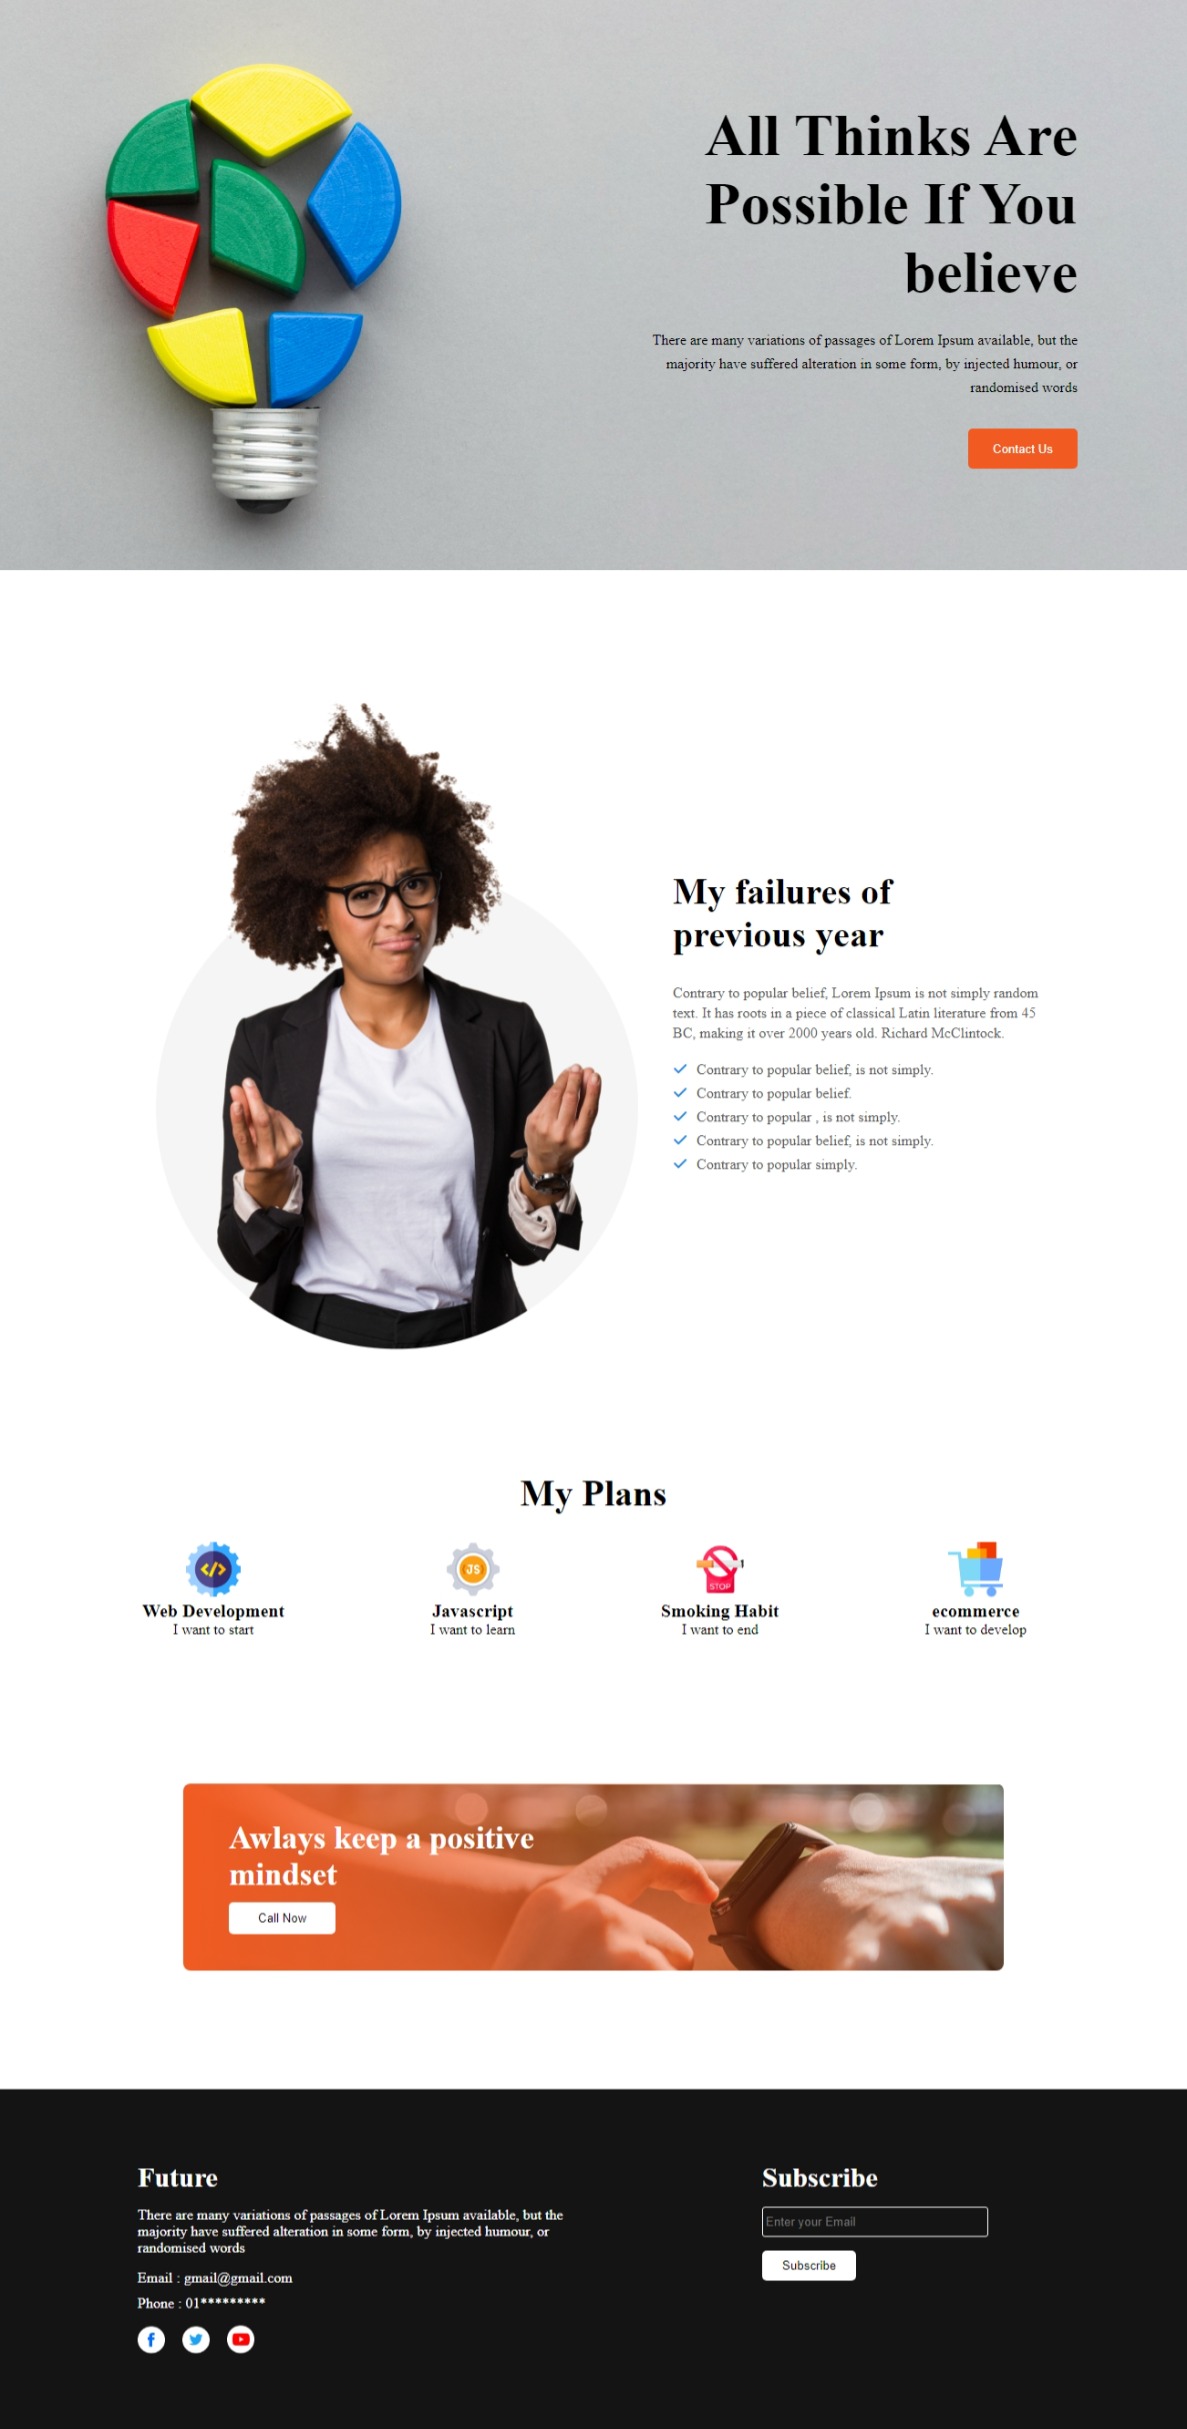 All Thinks Are
Possible If You
believe
There are many variations of passages of Lorem Ipsum available, but the
majority have suffered alteration in some form, by injected humour, or
randomised words
Contact Us
My failures of
previous year
Contrary to popular belief, Lorem Ipsum is not simply random
text. It has roots in a piece of classical Latin literature from 45
BC, making it over 2000 years old. Richard McClintock.
Contrary to popular belief, is not simply.
Contrary to popular belief.
Contrary to popular , is not simply.
Contrary to popular belief, is not simply.
Contrary to popular simply.
My Plans
</>
JS
STOP
Web Development
I want to start
Javascript
I want to learn
Smoking Habit
I want to end
ecommerce
I want to develop
Awlays keep a positive
mindset
Call Now
Future
There are many variations of passages of Lorem Ipsum available, but the
majority have suffered alteration in some form, by injected humour, or
randomised words
Email : gmail@gmail.com
Phone : 01*********
Subscribe
Enter your Email
Subscribe